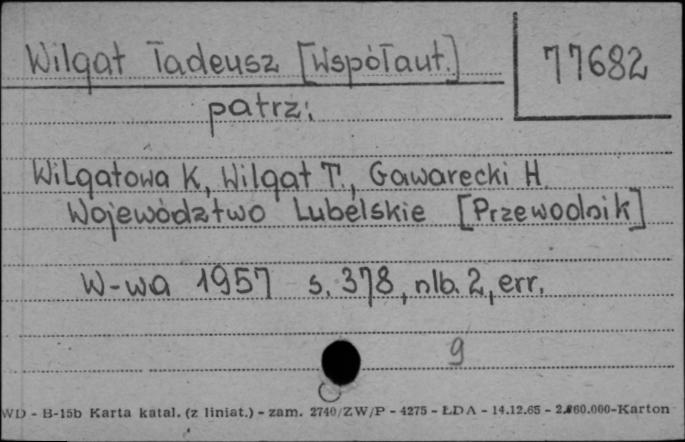 Wilgat Tadeusz [Współaut.]
77682
patrz:
Wilgatowa K, Wilgat T., Gawarecki H.
Województwo Lubelskie [Przewodnik]
W-wa 1957 s. 378, nlb. 2, err.
9
WD - B-15b Karta katal. (z liniat.) - zam. 2740/ZW/P - 4275 - ŁDA - 14.12.65 - 2.860.000-Karton